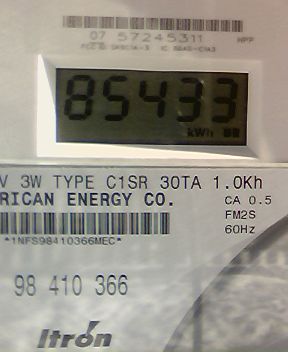 07 57245311
85433
kWh
V 3W TYPE C1SR 30TA 1.0Kh
RICAN ENERGY CO.
CA 0.5
FM2S
60Hz
*1NFS98410366MEC*
98 410 366
Itron